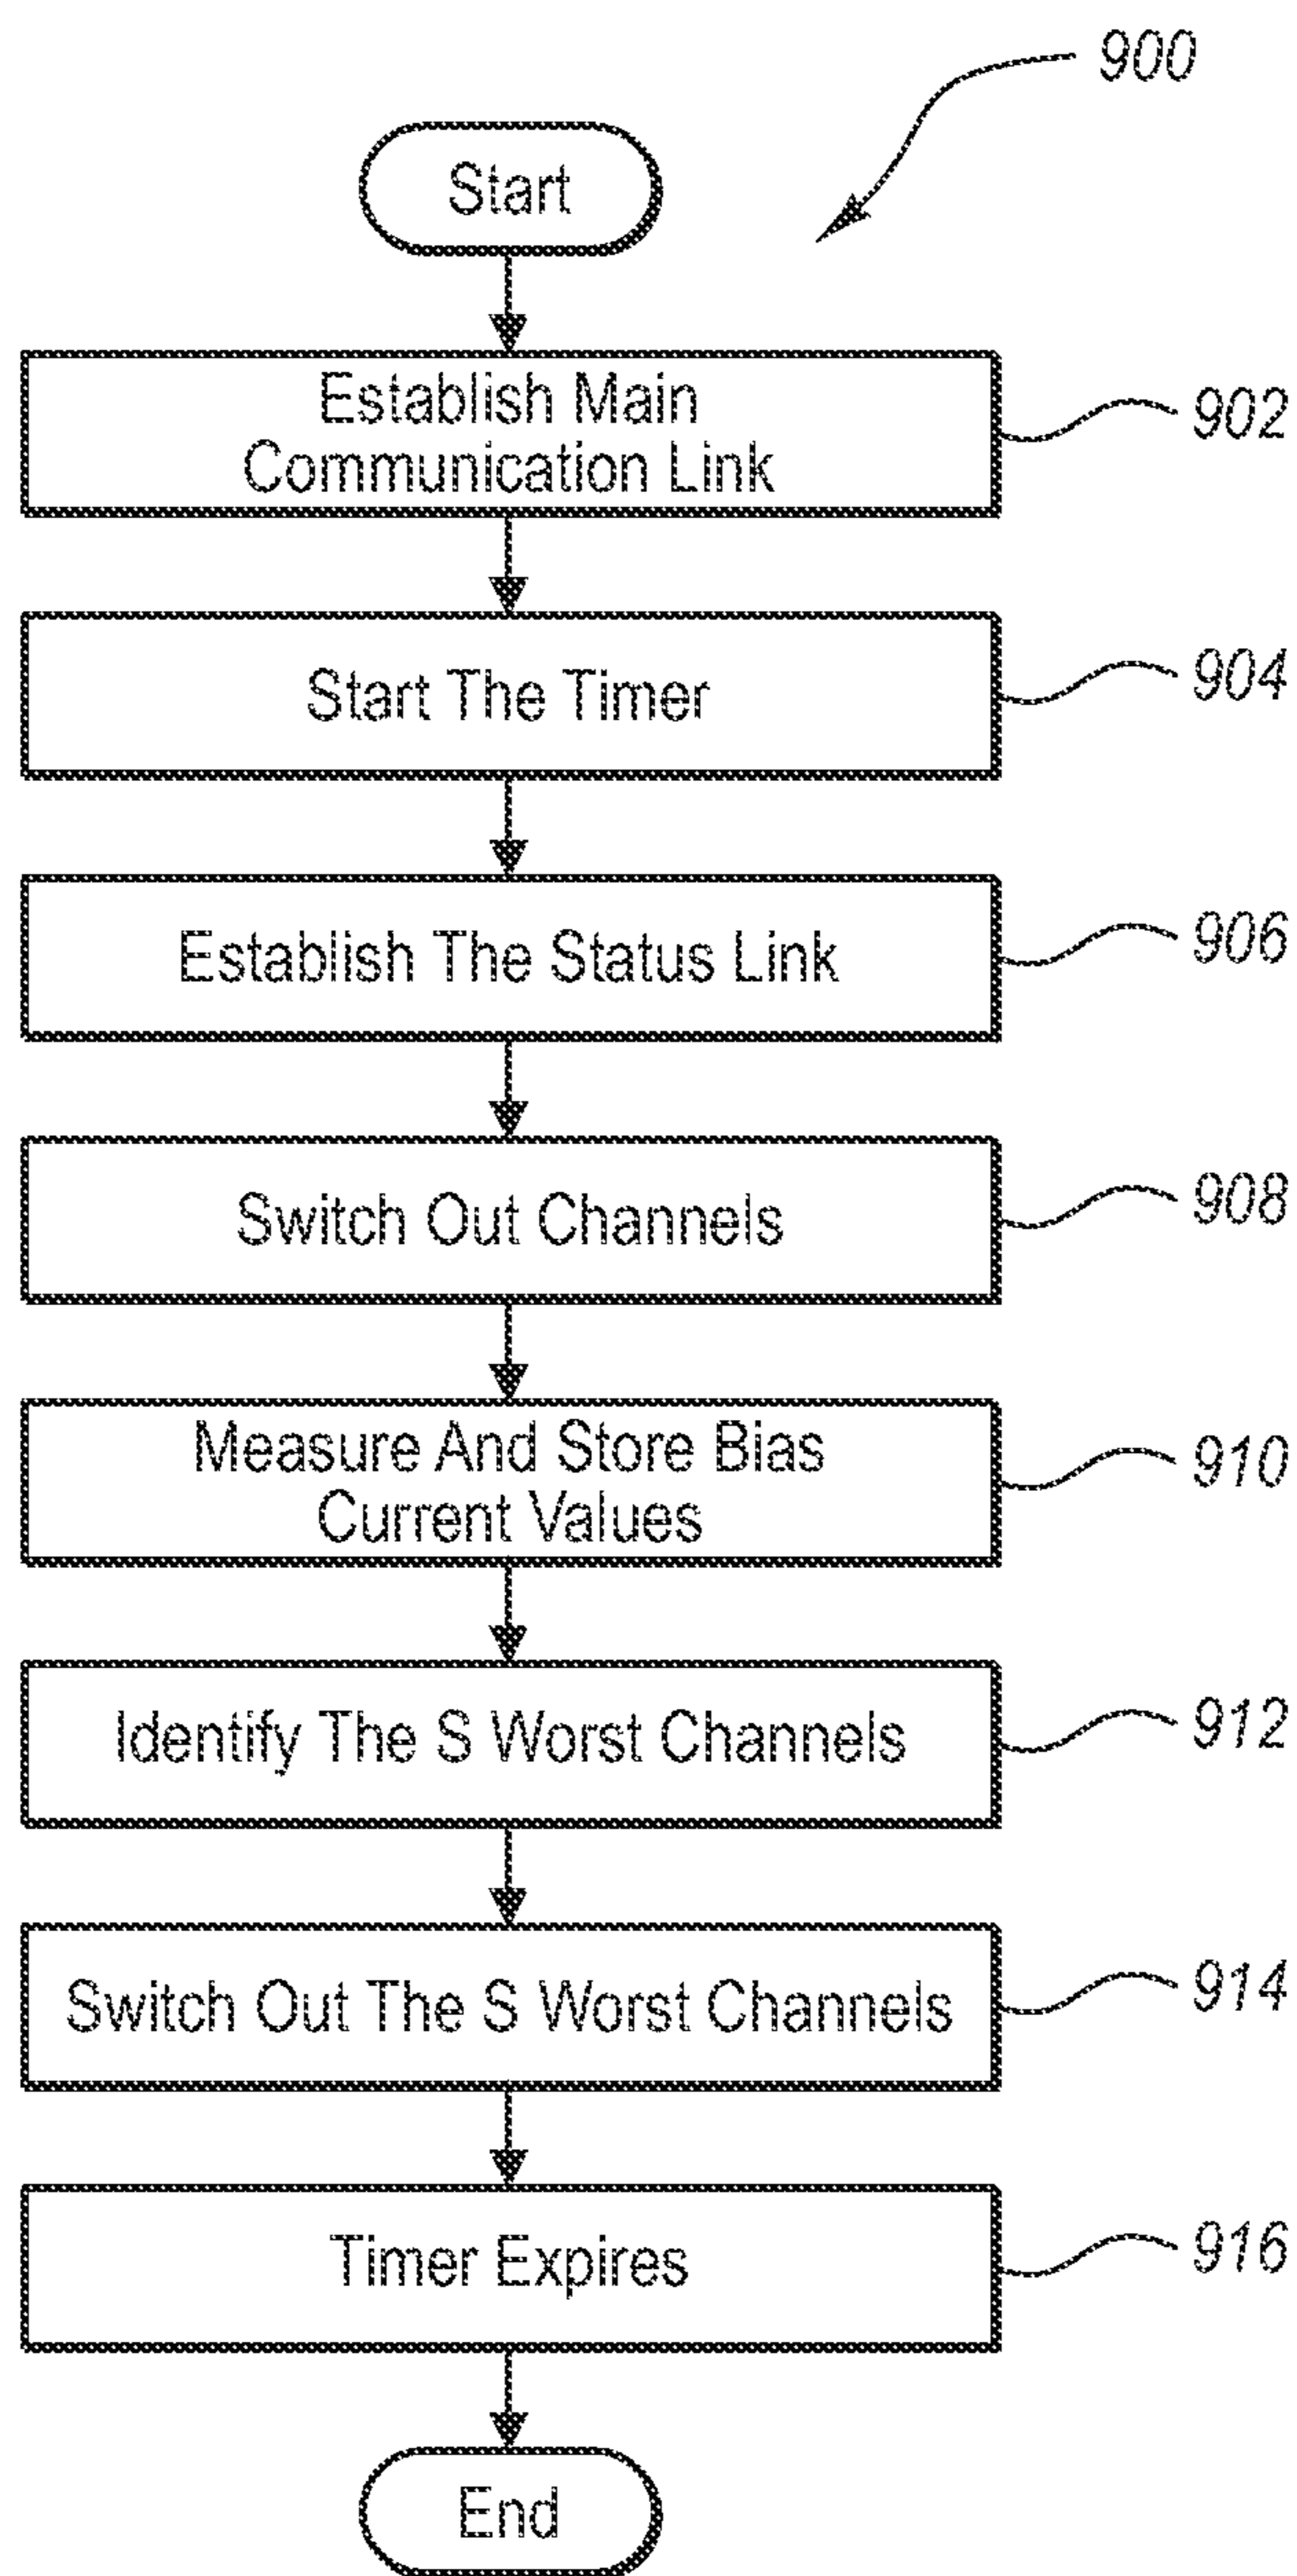 900
Start
Establish Main
Communication Link
902
Start The Timer
904
Establish The Status Link
906
Switch Out Channels
908
Measure And Store Bias
Current Values
910
Identify The S Worst Channels
912
Switch Out The S Worst Channels
914
Timer Expires
916
End